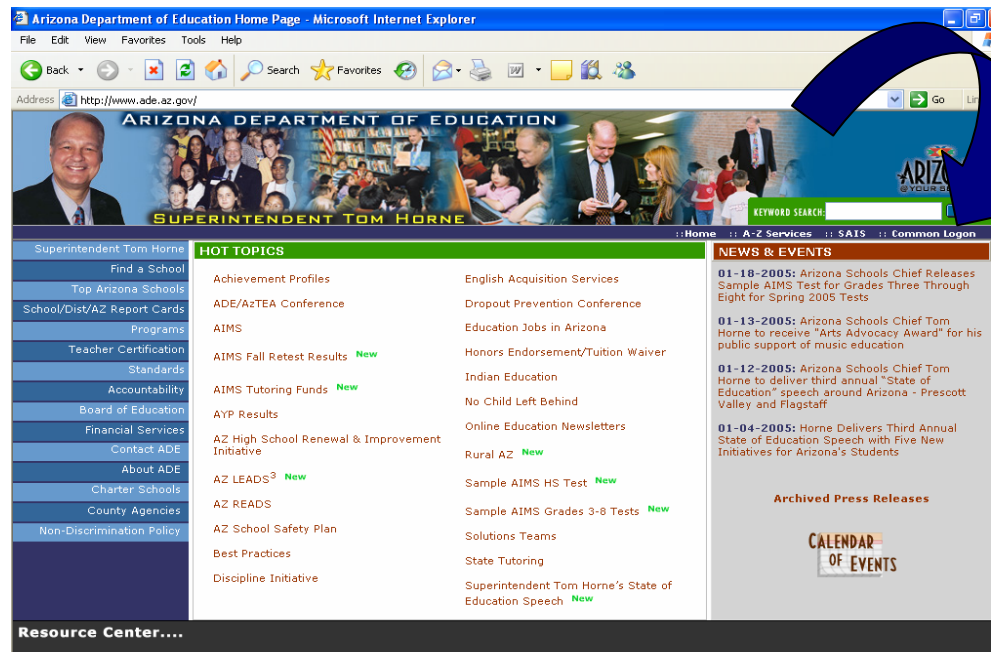 Arizona Department of Education Home Page - Microsoft Internet Explorer
File Edit View Favorites Tools Help
Back Search Favorites
Address http://www.ade.az.gov/ Go
ARIZONA DEPARTMENT OF EDUCATION
SUPERINTENDENT TOM HORNE
KEYWORD SEARCH:
::Home :: A-Z Services :: SAIS :: Common Logon
Superintendent Tom Horne
Find a School
Top Arizona Schools
School/Dist/AZ Report Cards
Programs
Teacher Certification
Standards
Accountability
Board of Education
Financial Services
Contact ADE
About ADE
Charter Schools
County Agencies
Non-Discrimination Policy
HOT TOPICS
Achievement Profiles
ADE/AzTEA Conference
AIMS
AIMS Fall Retest Results New
AIMS Tutoring Funds New
AYP Results
AZ High School Renewal & Improvement
Initiative
AZ LEADS³ New
AZ READS
AZ School Safety Plan
Best Practices
Discipline Initiative
English Acquisition Services
Dropout Prevention Conference
Education Jobs in Arizona
Honors Endorsement/Tuition Waiver
Indian Education
No Child Left Behind
Online Education Newsletters
Rural AZ New
Sample AIMS HS Test New
Sample AIMS Grades 3-8 Tests New
Solutions Teams
State Tutoring
Superintendent Tom Horne's State of
Education Speech New
NEWS & EVENTS
01-18-2005: Arizona Schools Chief Releases
Sample AIMS Test for Grades Three Through
Eight for Spring 2005 Tests
01-13-2005: Arizona Schools Chief Tom
Horne to receive "Arts Advocacy Award" for his
public support of music education
01-12-2005: Arizona Schools Chief Tom
Horne to deliver third annual "State of
Education" speech around Arizona - Prescott
Valley and Flagstaff
01-04-2005: Horne Delivers Third Annual
State of Education Speech with Five New
Initiatives for Arizona's Students
Archived Press Releases
CALENDAR
OF EVENTS
Resource Center....